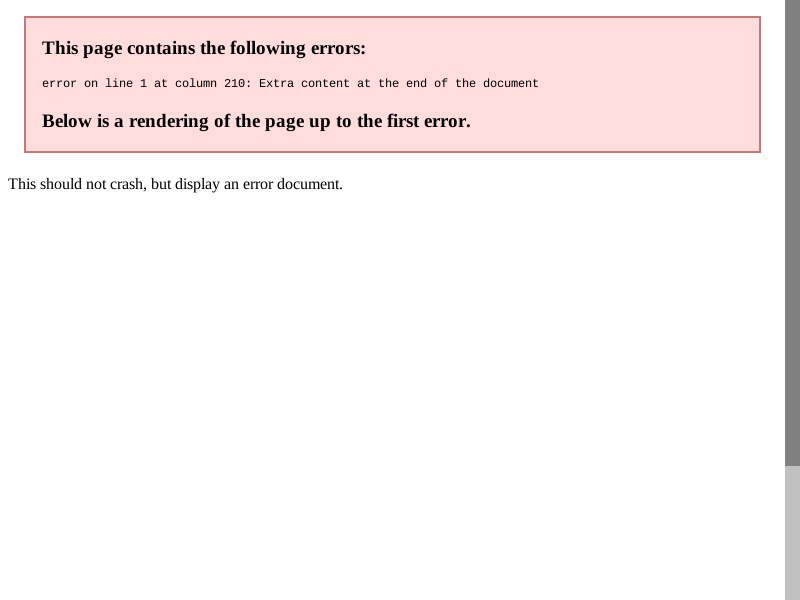 This page contains the following errors:
error on line 1 at column 210: Extra content at the end of the document
Below is a rendering of the page up to the first error.
This should not crash, but display an error document.